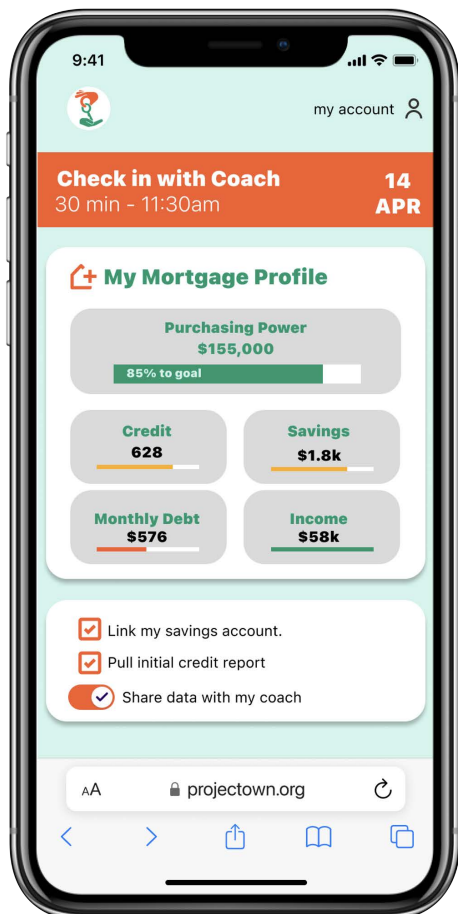 9:41
my account
Check in with Coach
30 min - 11:30am
14
APR
My Mortgage Profile
Purchasing Power
$155,000
85% to goal
Credit
628
Savings
$1.8k
Monthly Debt
$576
Income
$58k
Link my savings account.
Pull initial credit report
Share data with my coach
AA
projectown.org